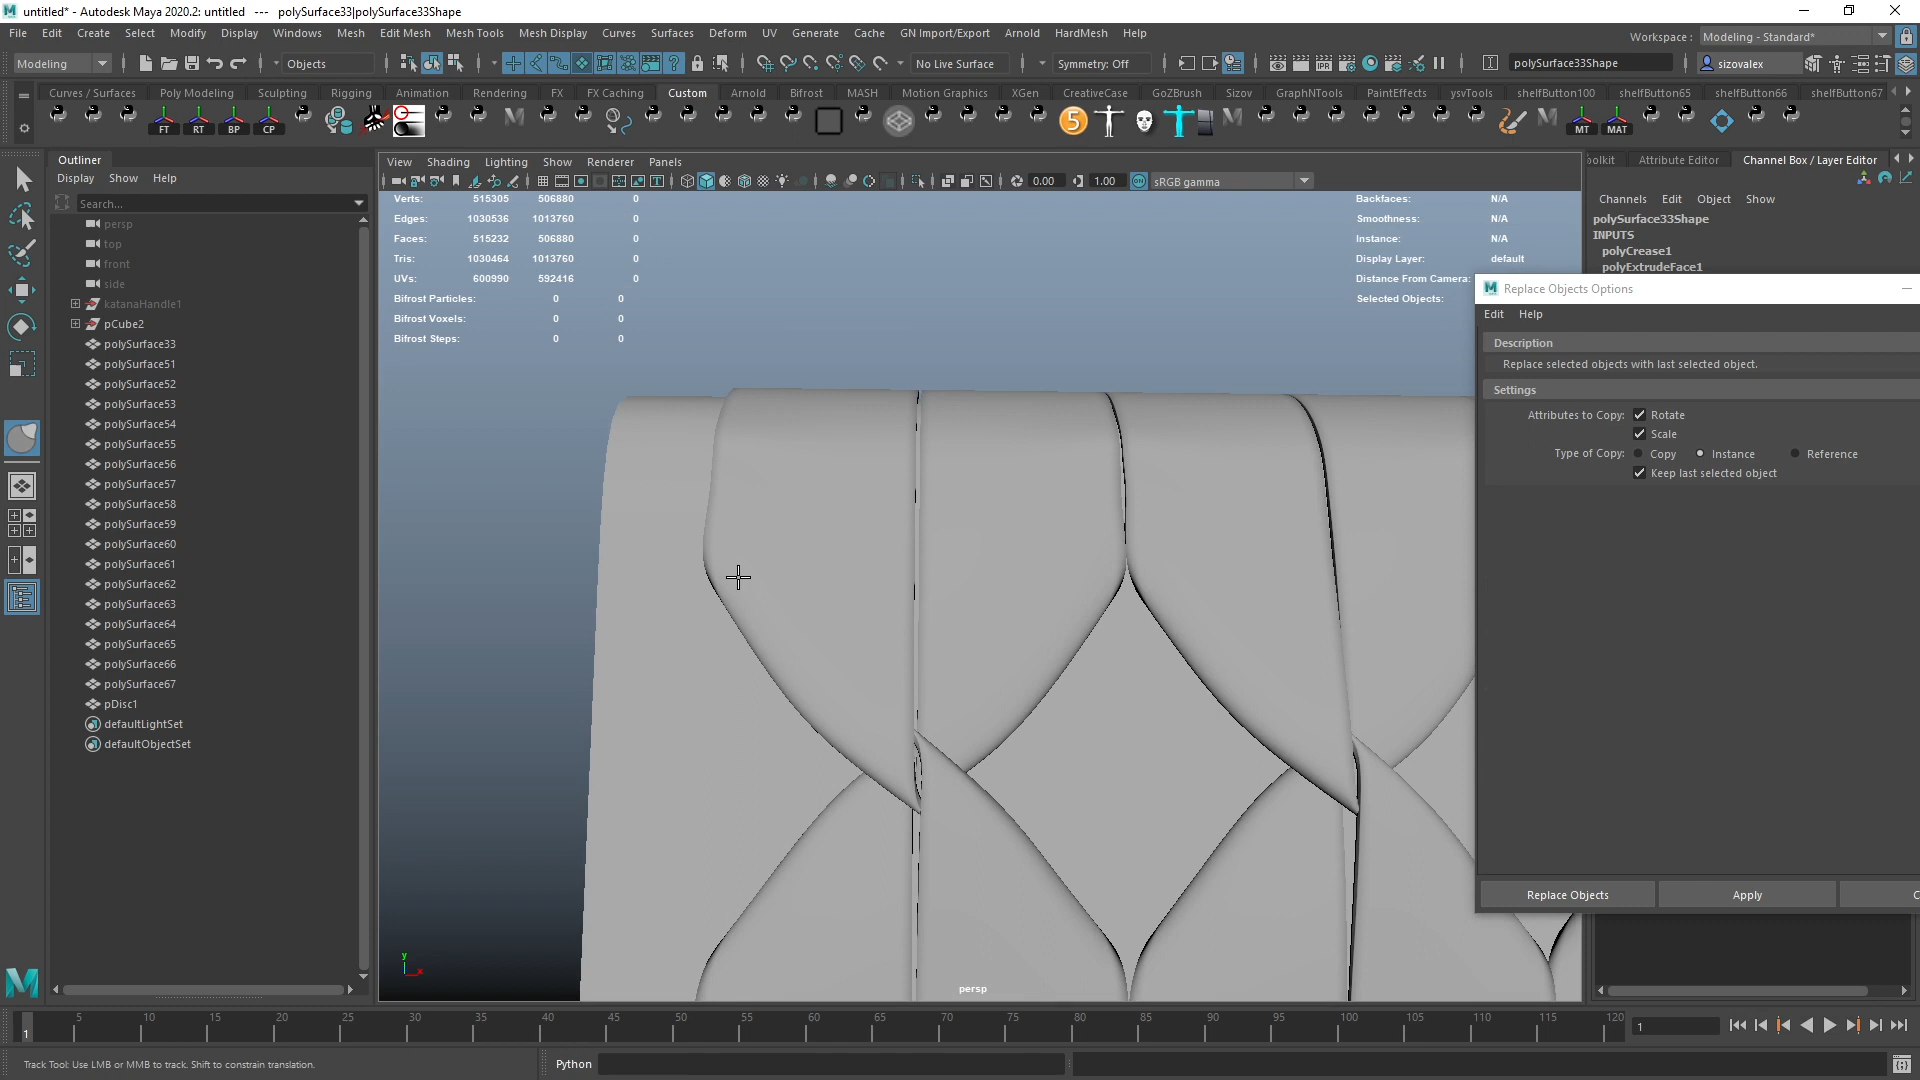 untitled* - Autodesk Maya 2020.2: untitled   ---   polySurface33|polySurface33Shape
File Edit Create Select Modify Display Windows Mesh Edit Mesh Mesh Tools Mesh Display Curves Surfaces Deform UV Generate Cache GN Import/Export Arnold HardMesh Help
Workspace : Modeling - Standard*
Modeling Objects No Live Surface Symmetry: Off IPR polySurface33Shape sizovalex
Curves / Surfaces Poly Modeling Sculpting Rigging Animation Rendering FX FX Caching Custom Arnold Bifrost MASH Motion Graphics XGen CreativeCase GoZBrush Sizov GraphNTools PaintEffects ysvTools shelfButton100 shelfButton65 shelfButton66 shelfButton67
FT RT BP CP 5 MT MAT
Outliner
Display Show Help
Search...
persp
top
front
side
katanaHandle1
pCube2
polySurface33
polySurface51
polySurface52
polySurface53
polySurface54
polySurface55
polySurface56
polySurface57
polySurface58
polySurface59
polySurface60
polySurface61
polySurface62
polySurface63
polySurface64
polySurface65
polySurface66
polySurface67
pDisc1
defaultLightSet
defaultObjectSet
View Shading Lighting Show Renderer Panels
0.00 1.00 ON sRGB gamma
Verts: 515305 506880 0
Edges: 1030536 1013760 0
Faces: 515232 506880 0
Tris: 1030464 1013760 0
UVs: 600990 592416 0
Bifrost Particles: 0 0
Bifrost Voxels: 0 0
Bifrost Steps: 0 0
Backfaces: N/A
Smoothness: N/A
Instance: N/A
Display Layer: default
Distance From Camera:
Selected Objects:
y
persp
olkit Attribute Editor Channel Box / Layer Editor
Channels Edit Object Show
polySurface33Shape
INPUTS
polyCrease1
polyExtrudeFace1
Replace Objects Options
Edit Help
Description
Replace selected objects with last selected object.
Settings
Attributes to Copy: Rotate
Scale
Type of Copy: Copy Instance Reference
Keep last selected object
Replace Objects Apply C
5 10 15 20 25 30 35 40 45 50 55 60 65 70 75 80 85 90 95 100 105 110 115 120
1 1
Track Tool: Use LMB or MMB to track. Shift to constrain translation.
Python